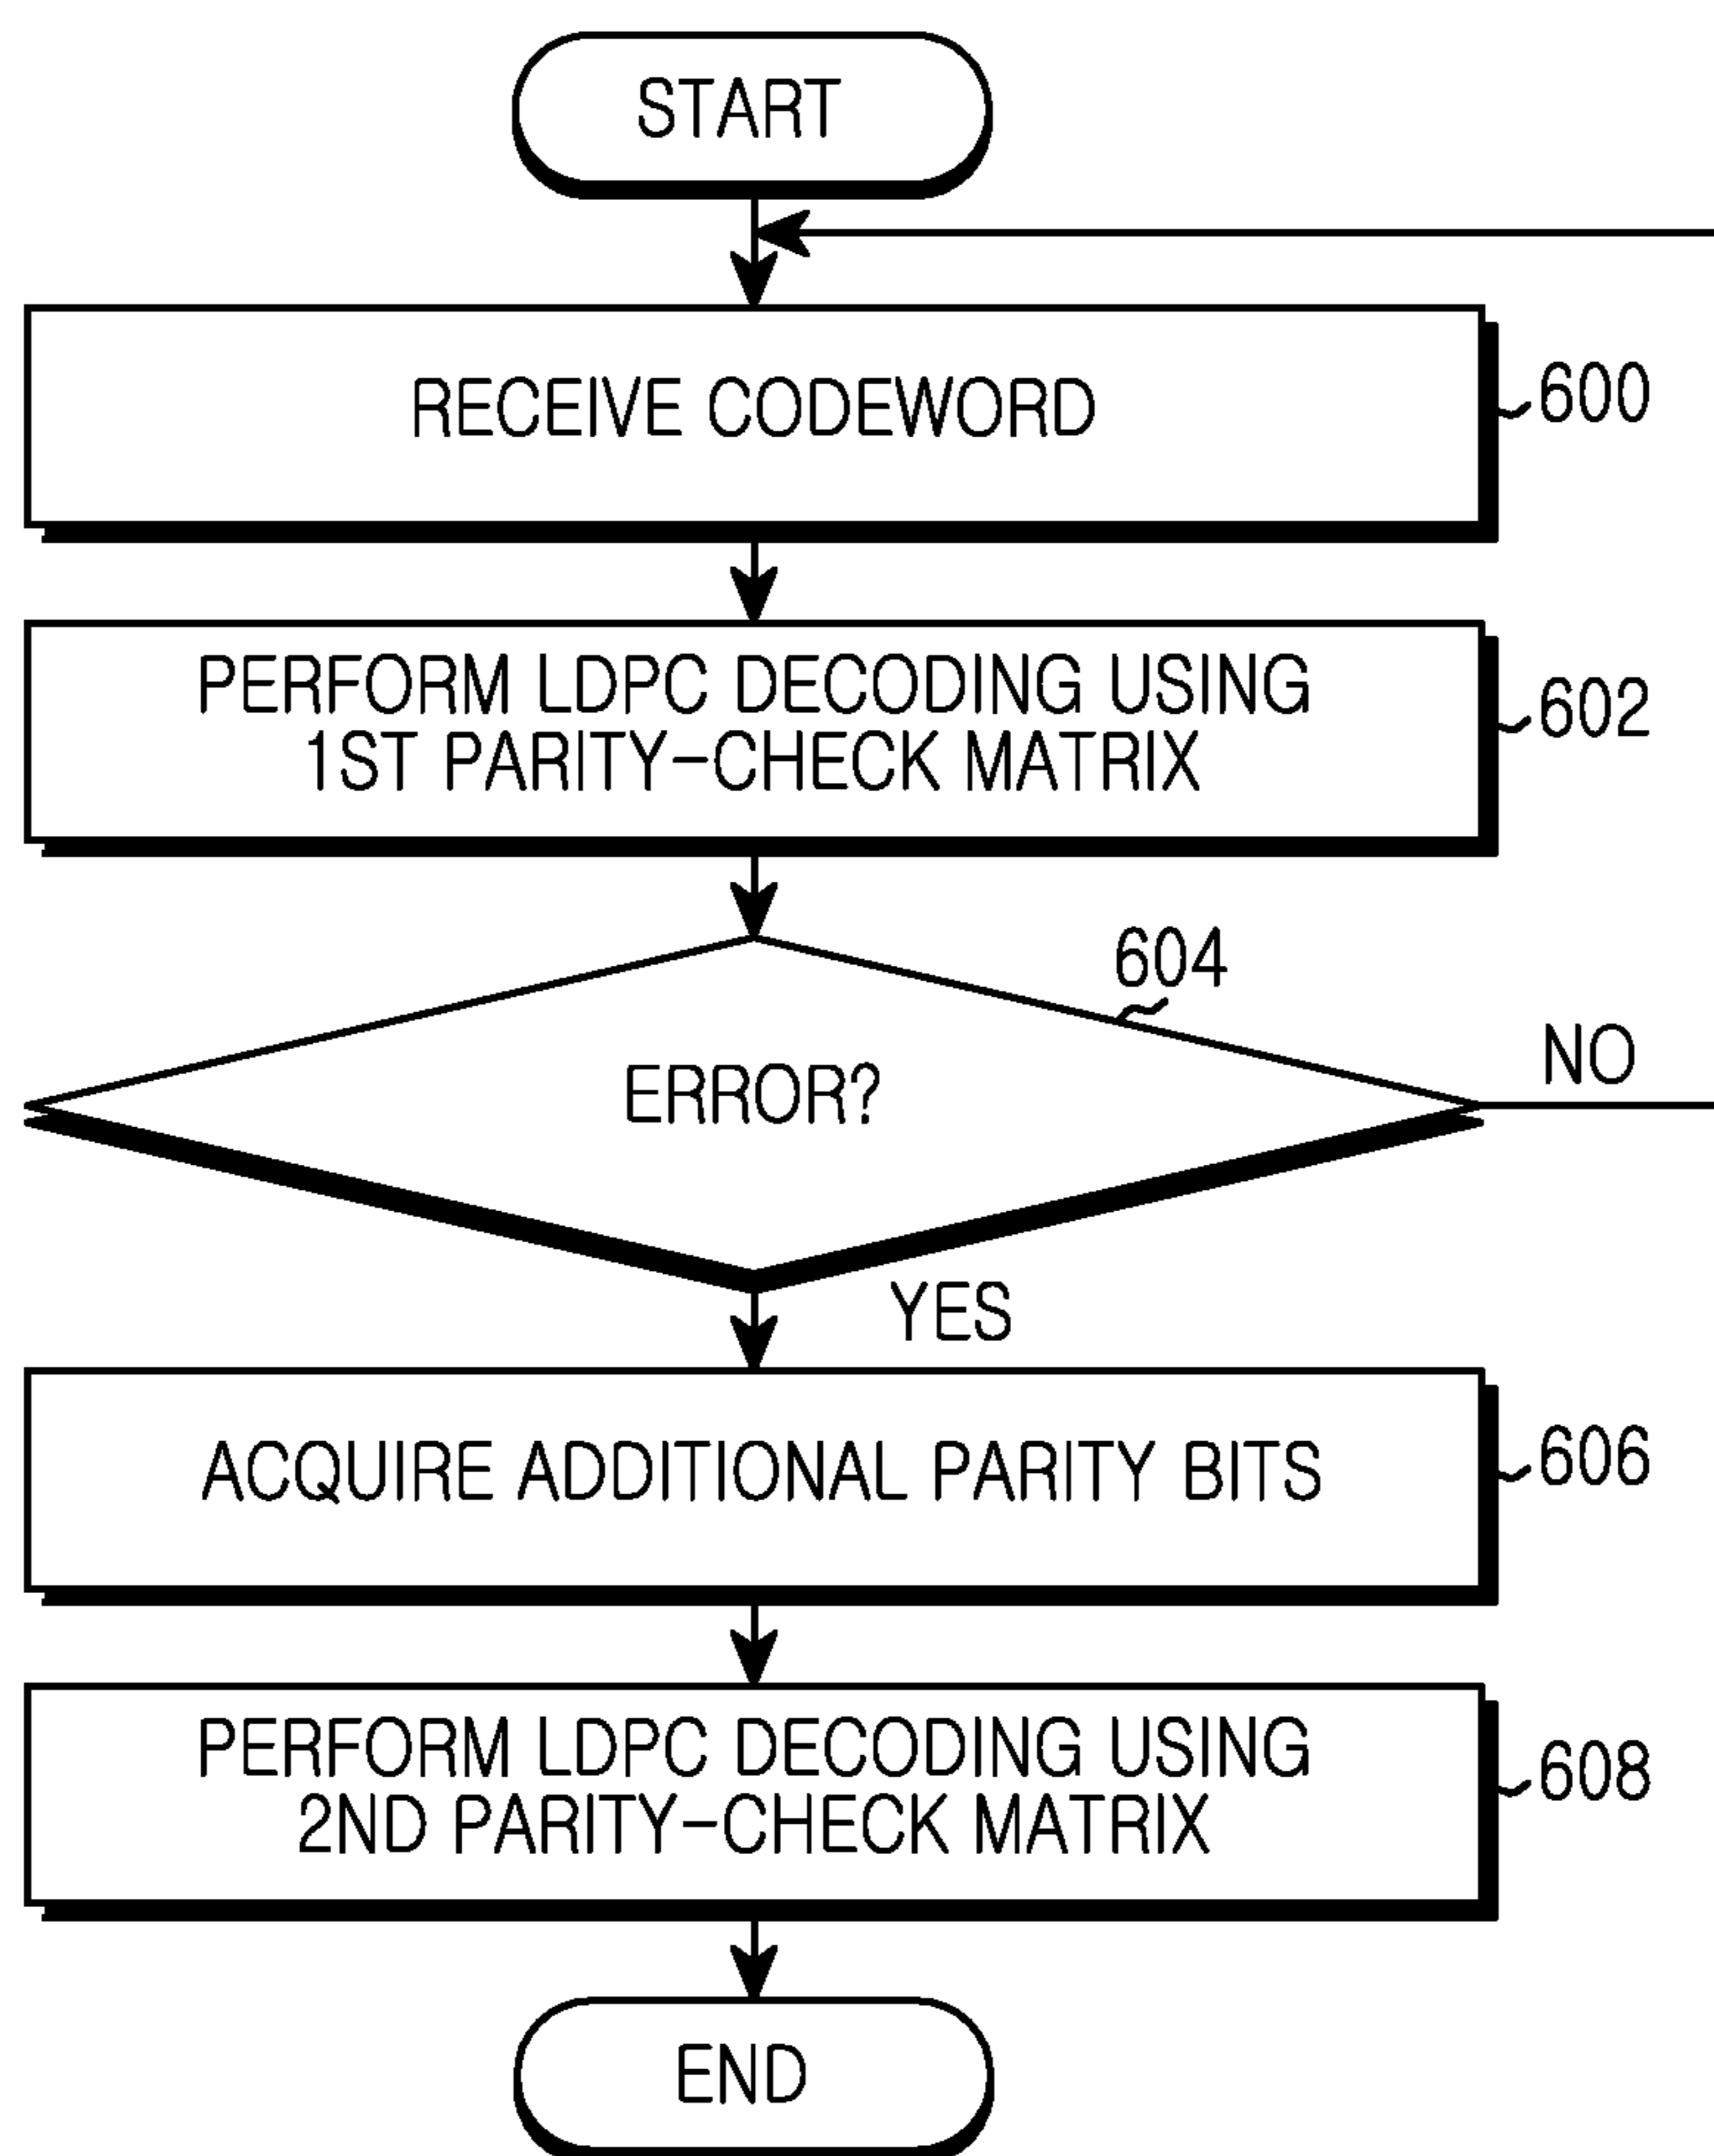 START
RECEIVE CODEWORD
600
PERFORM LDPC DECODING USING
1ST PARITY-CHECK MATRIX
602
604
ERROR?
NO
YES
ACQUIRE ADDITIONAL PARITY BITS
606
PERFORM LDPC DECODING USING
2ND PARITY-CHECK MATRIX
608
END